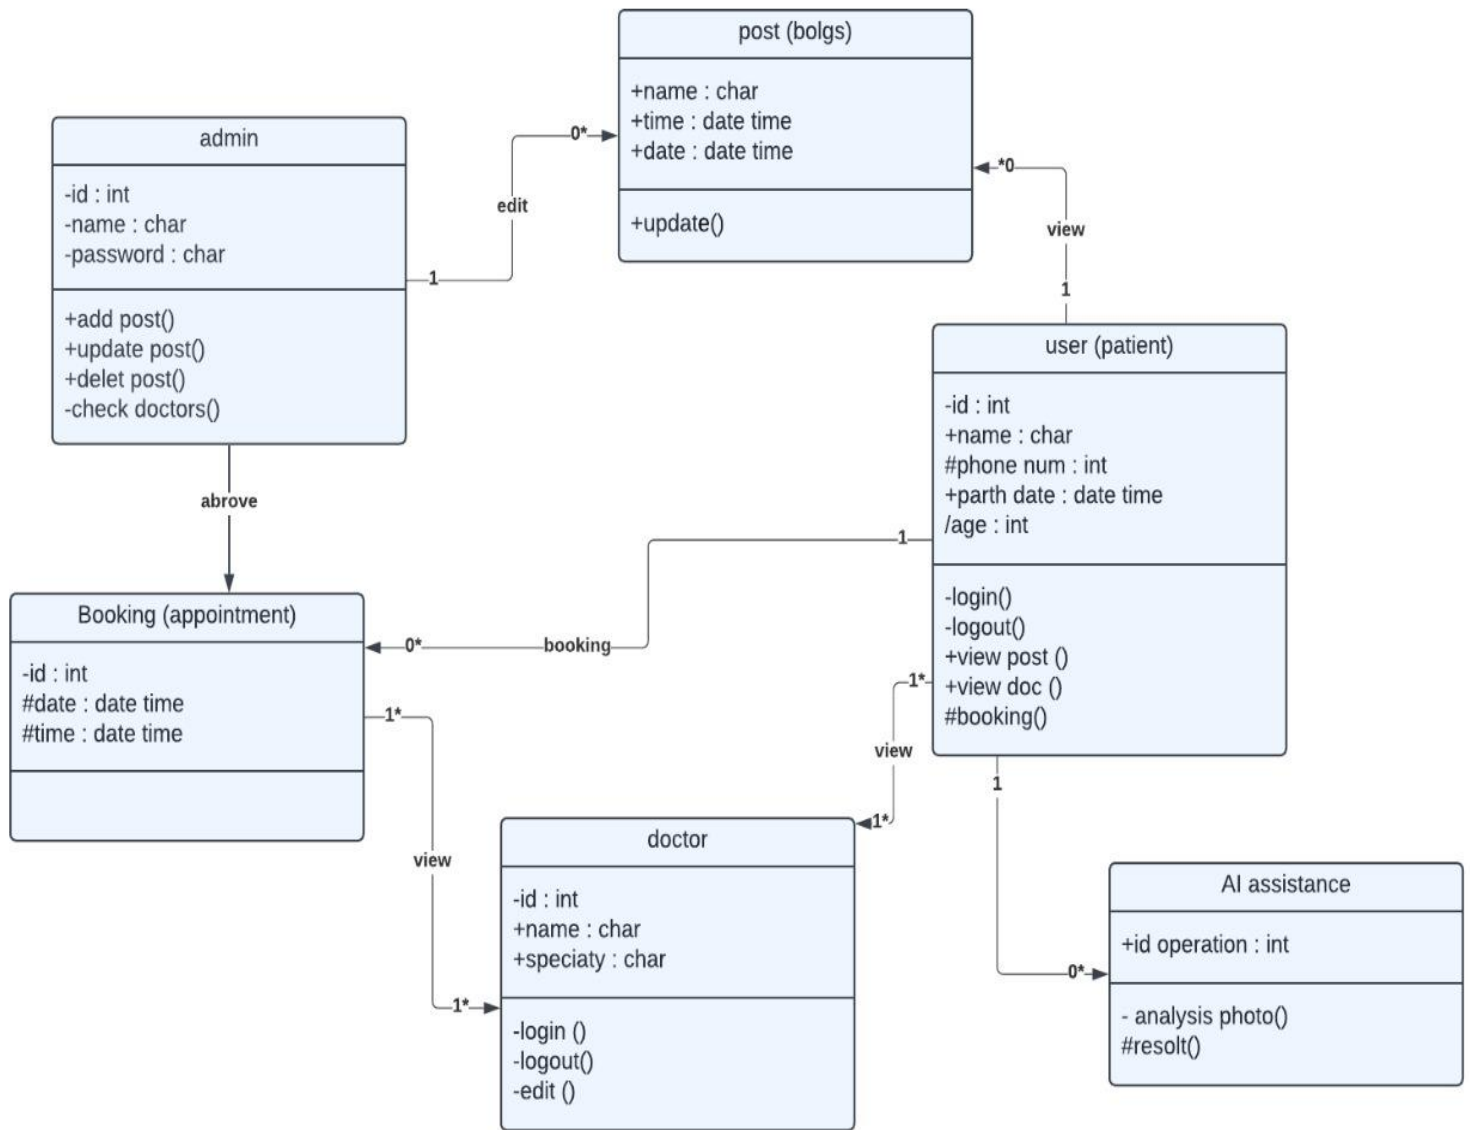 post (bolgs)
+name : char
+time : date time
+date : date time
+update()
admin
-id : int
-name : char
-password : char
+add post()
+update post()
+delet post()
-check doctors()
1
edit
0*
*0
view
1
user (patient)
-id : int
+name : char
#phone num : int
+parth date : date time
/age : int
-login()
-logout()
+view post ()
+view doc ()
#booking()
abrove
1
booking
0*
Booking (appointment)
-id : int
#date : date time
#time : date time
1*
view
1*
1*
view
1*
doctor
-id : int
+name : char
+speciaty : char
-login ()
-logout()
-edit ()
1
0*
AI assistance
+id operation : int
- analysis photo()
#resolt()